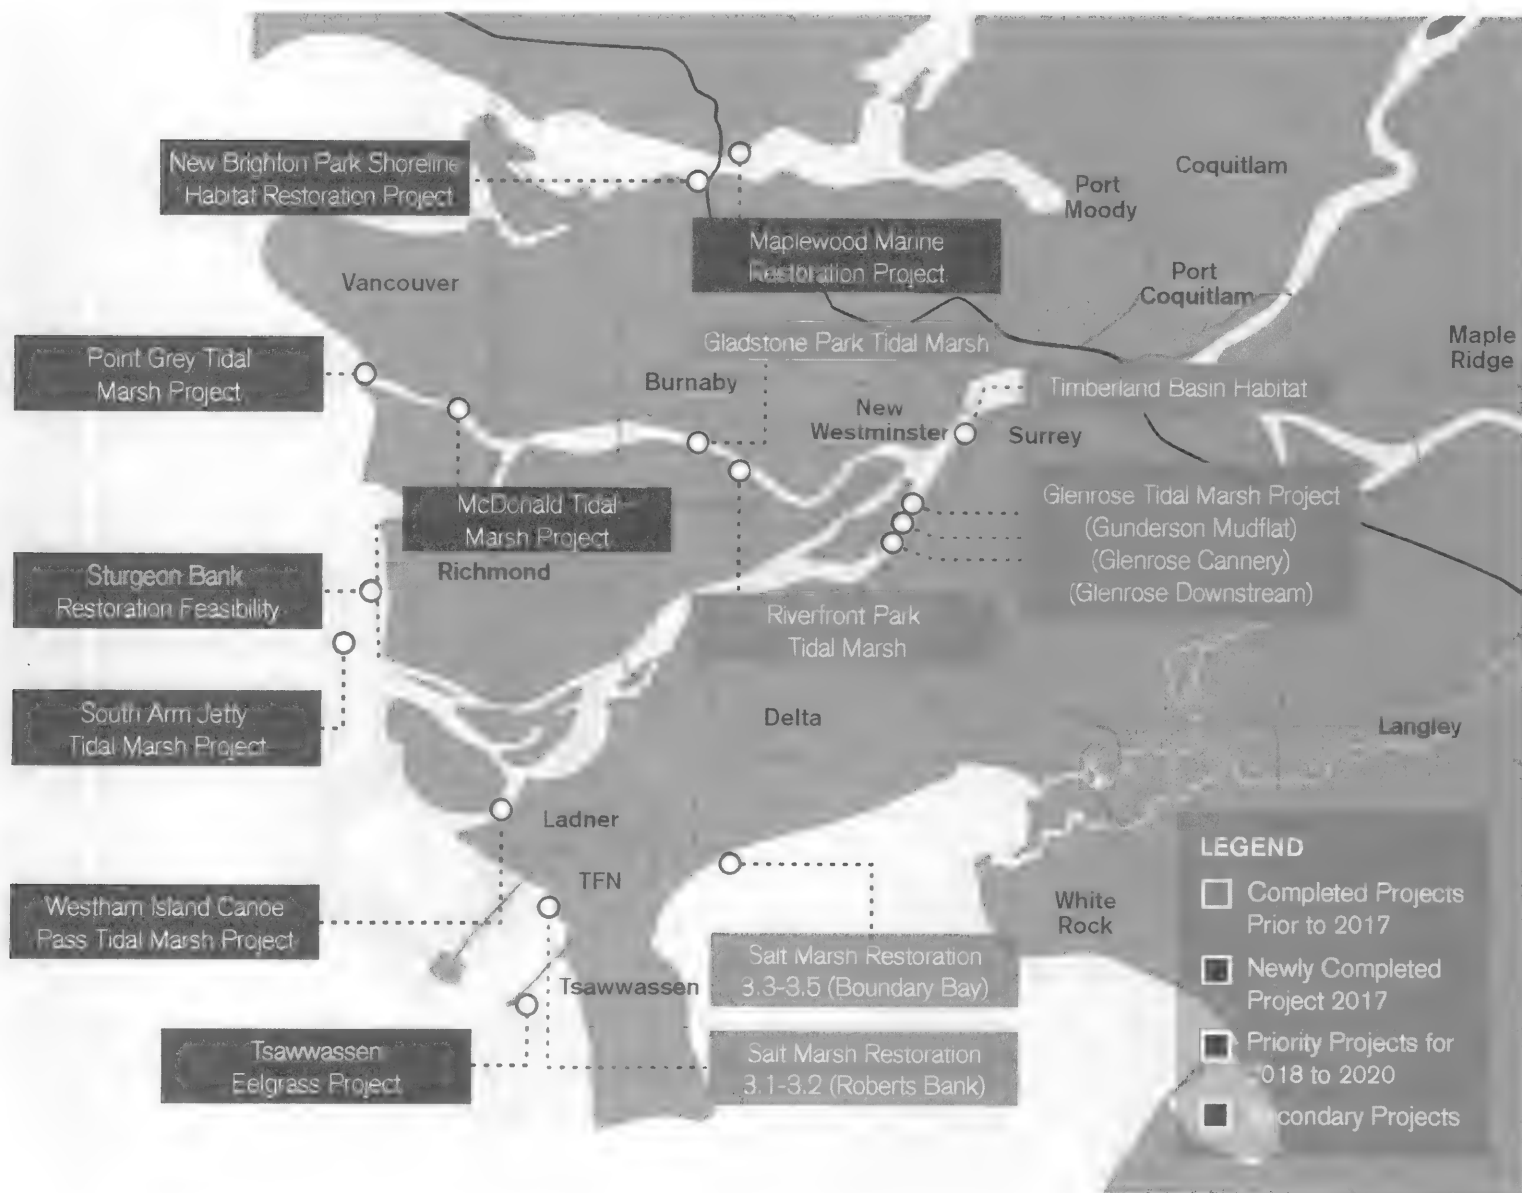 New Brighton Park Shoreline
Habitat Restoration Project
Coquitlam
Port
Moody
Maplewood Marine
Restoration Project
Port
Coquitlam
Vancouver
Gladstone Park Tidal Marsh
Maple
Ridge
Point Grey Tidal
Marsh Project
Burnaby
Timberland Basin Habitat
New
Westminster
Surrey
McDonald Tidal
Marsh Project
Glenrose Tidal Marsh Project
(Gunderson Mudflat)
(Glenrose Cannery)
(Glenrose Downstream)
Richmond
Sturgeon Bank
Restoration Feasibility
Riverfront Park
Tidal Marsh
South Arm Jetty
Tidal Marsh Project
Delta
Langley
Ladner
TFN
Westham Island Canoe
Pass Tidal Marsh Project
White
Rock
Salt Marsh Restoration
3.3-3.5 (Boundary Bay)
Tsawwassen
Tsawwassen
Eelgrass Project
Salt Marsh Restoration
3.1-3.2 (Roberts Bank)
LEGEND
Completed Projects
Prior to 2017
Newly Completed
Project 2017
Priority Projects for
018 to 2020
condary Projects